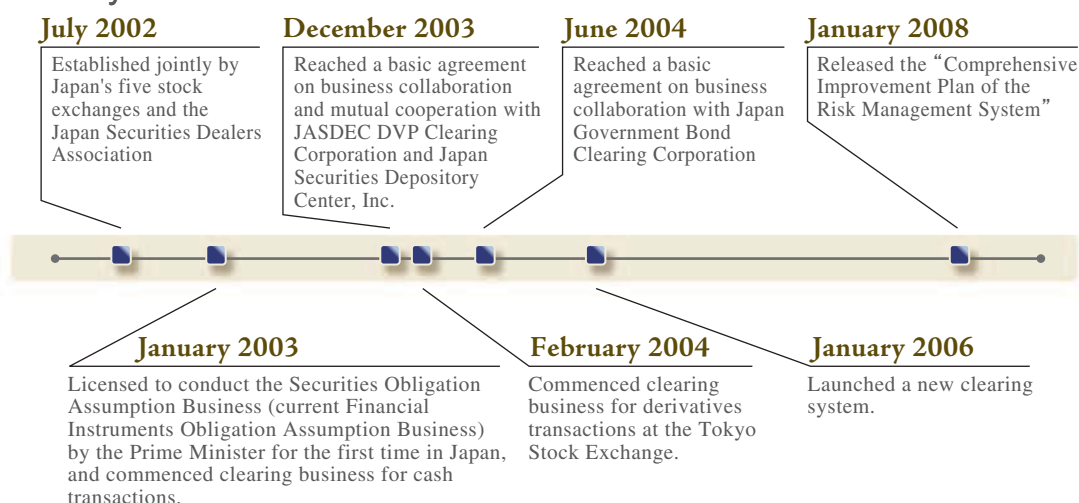 July 2002
Established jointly by
Japan's five stock
exchanges and the
Japan Securities Dealers
Association
December 2003
Reached a basic agreement
on business collaboration
and mutual cooperation with
JASDEC DVP Clearing
Corporation and Japan
Securities Depository
Center, Inc.
June 2004
Reached a basic
agreement on business
collaboration with Japan
Government Bond
Clearing Corporation
January 2008
Released the “Comprehensive
Improvement Plan of the
Risk Management System”
January 2003
Licensed to conduct the Securities Obligation
Assumption Business (current Financial
Instruments Obligation Assumption Business)
by the Prime Minister for the first time in Japan,
and commenced clearing business for cash
transactions.
February 2004
Commenced clearing
business for derivatives
transactions at the Tokyo
Stock Exchange.
January 2006
Launched a new clearing
system.